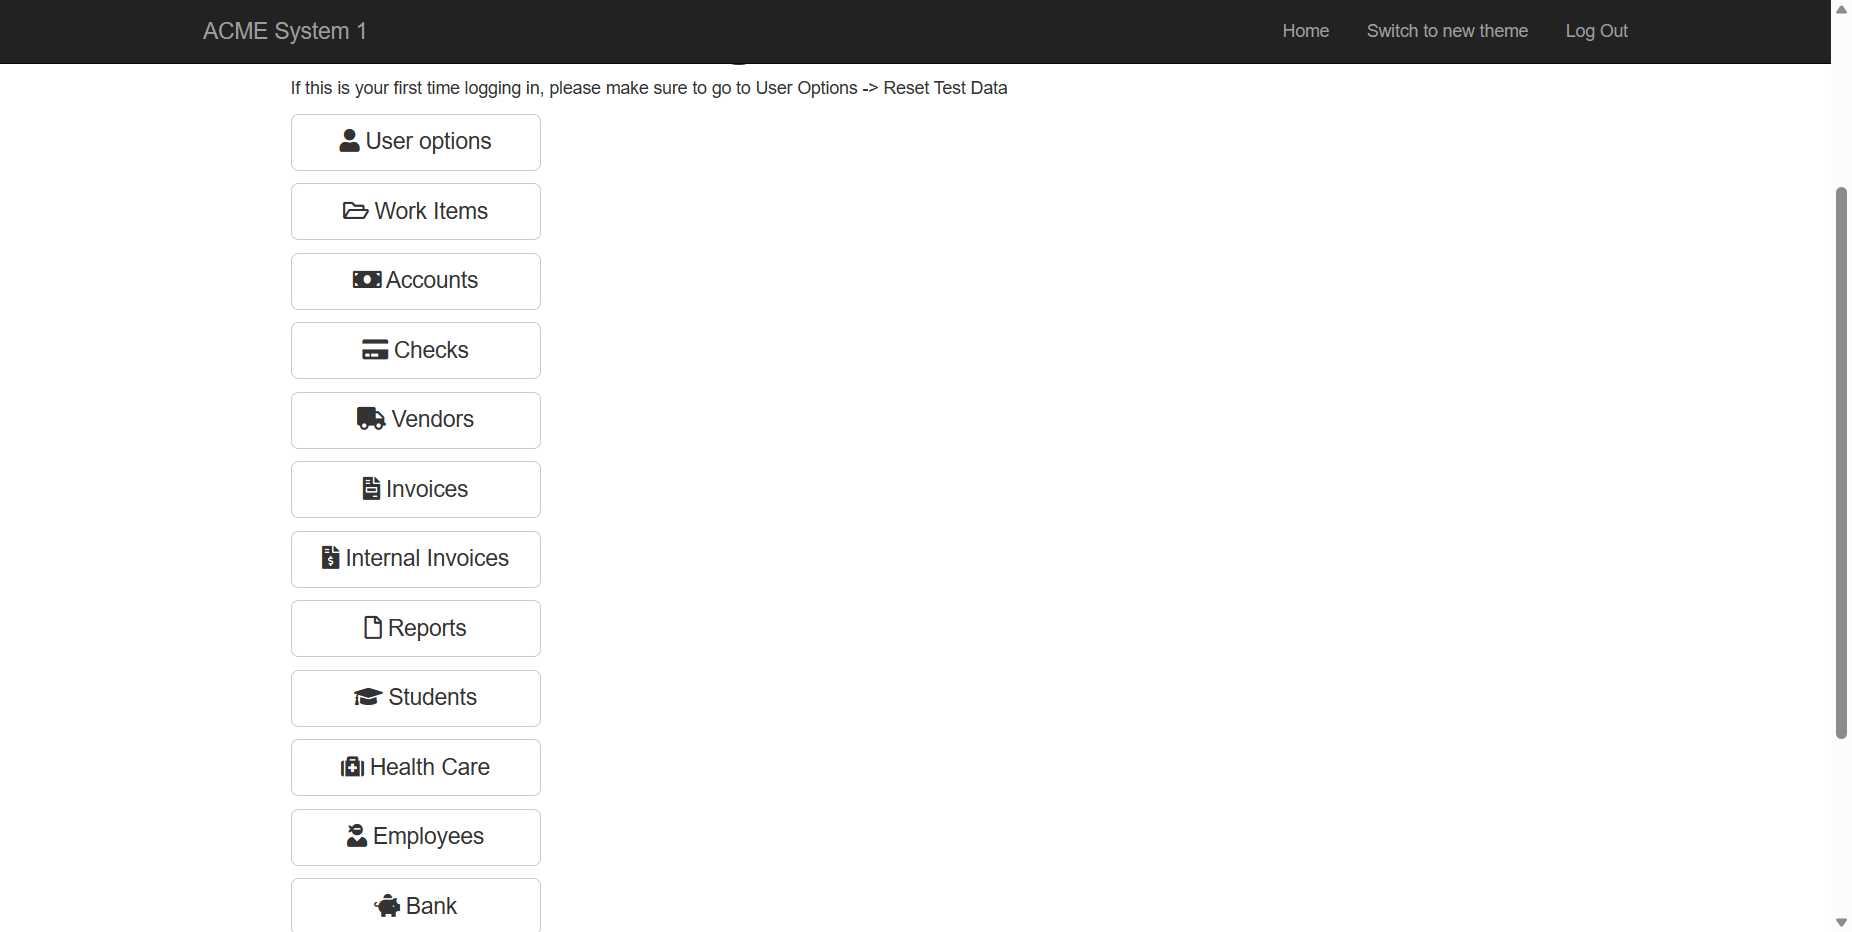 ACME System 1
Home
Switch to new theme
Log Out
If this is your first time logging in, please make sure to go to User Options -> Reset Test Data
User options
Work Items
Accounts
Checks
Vendors
Invoices
Internal Invoices
Reports
Students
Health Care
Employees
Bank